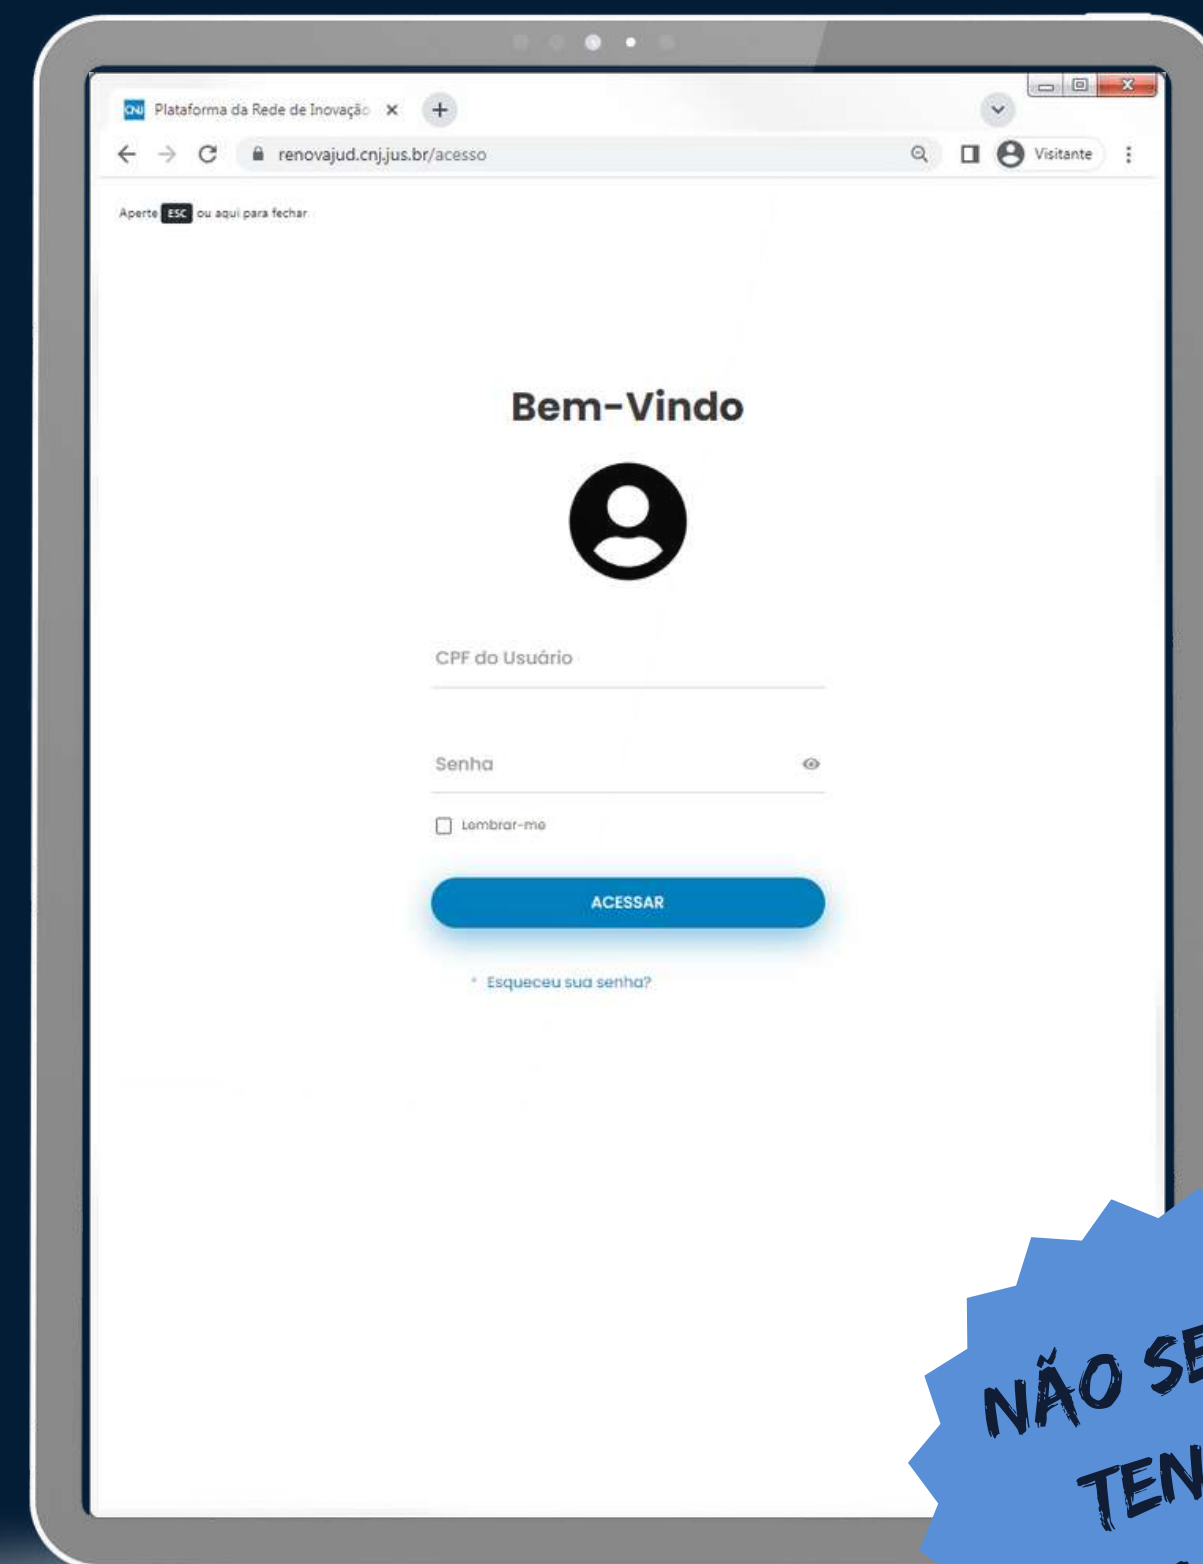 CNJ Plataforma da Rede de Inovação
renovajud.cnj.jus.br/acesso
Visitante
Aperte ESC ou aqui para fechar
Bem-Vindo
CPF do Usuário
Senha
Lembrar-me
ACESSAR
* Esqueceu sua senha?
NÃO SE
TEN